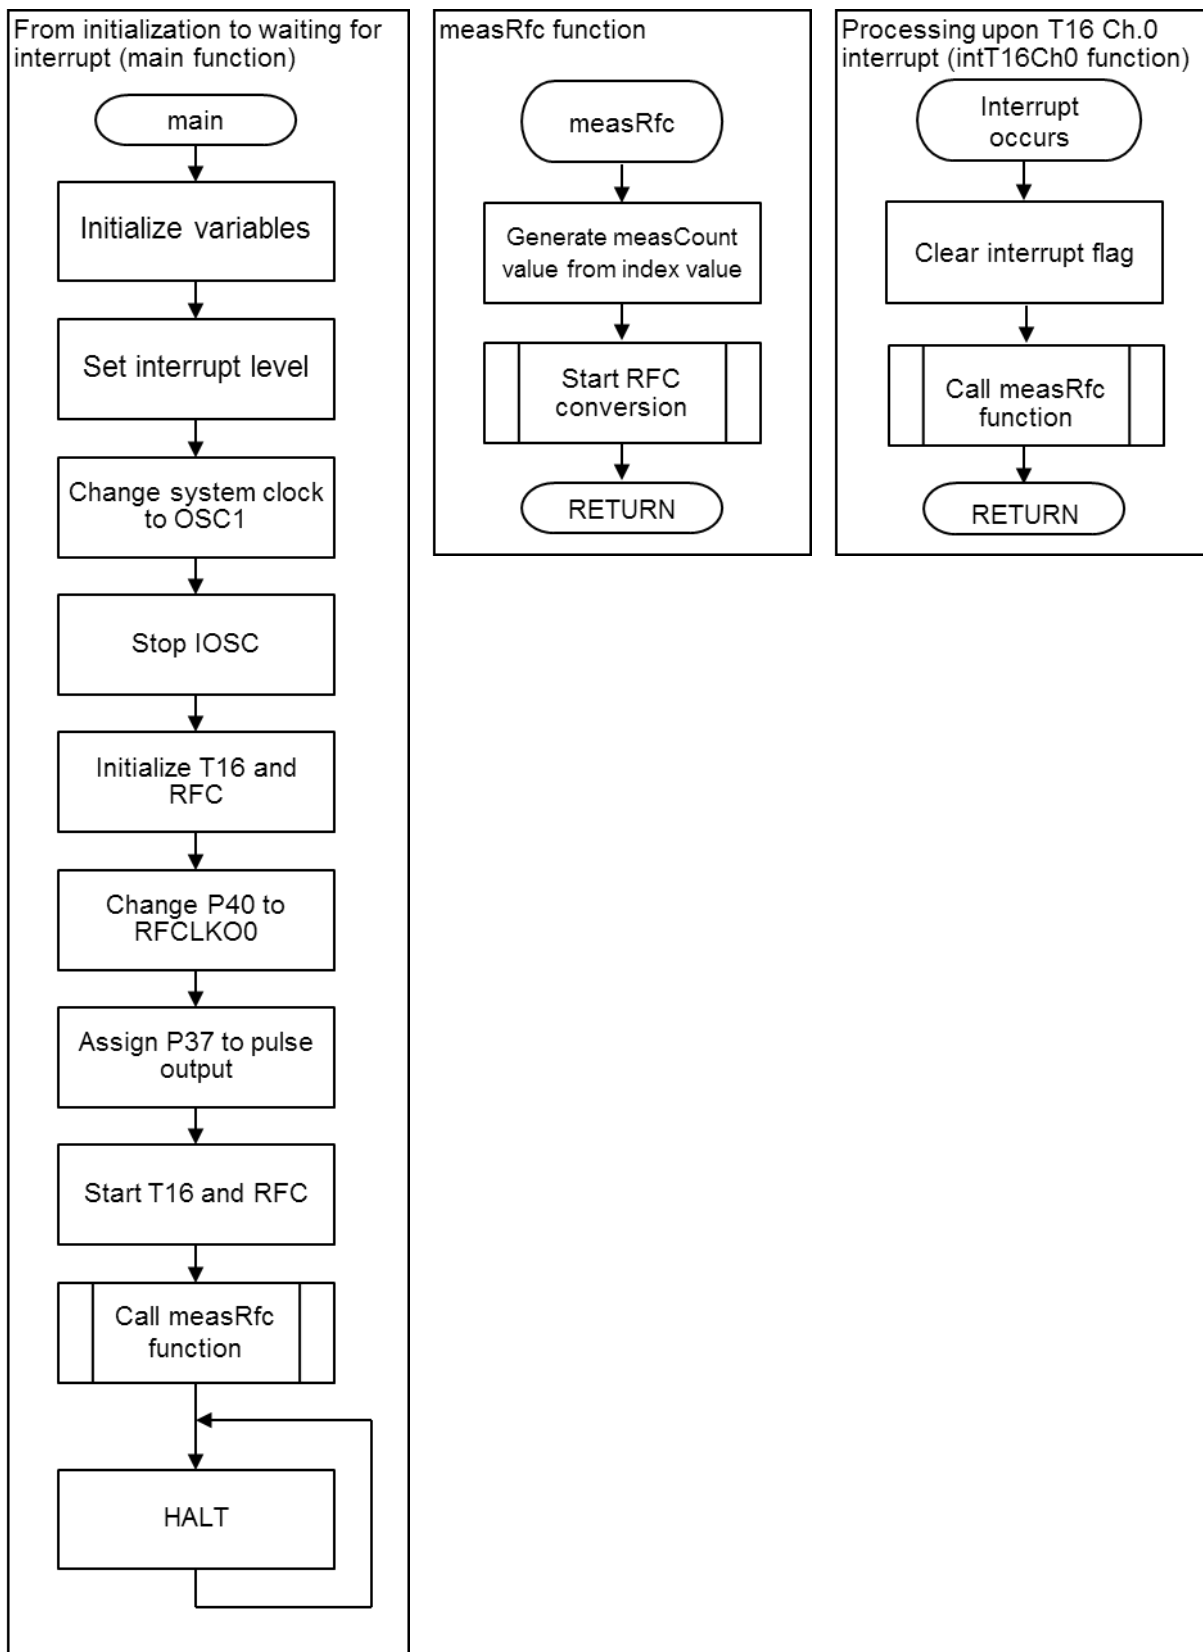 From initialization to waiting for
interrupt (main function)
main
Initialize variables
Set interrupt level
Change system clock
to OSC1
Stop IOSC
Initialize T16 and
RFC
Change P40 to
RFCLKO0
Assign P37 to pulse
output
Start T16 and RFC
Call measRfc
function
HALT
measRfc function
measRfc
Generate measCount
value from index value
Start RFC
conversion
RETURN
Processing upon T16 Ch.0
interrupt (intT16Ch0 function)
Interrupt
occurs
Clear interrupt flag
Call measRfc
function
RETURN